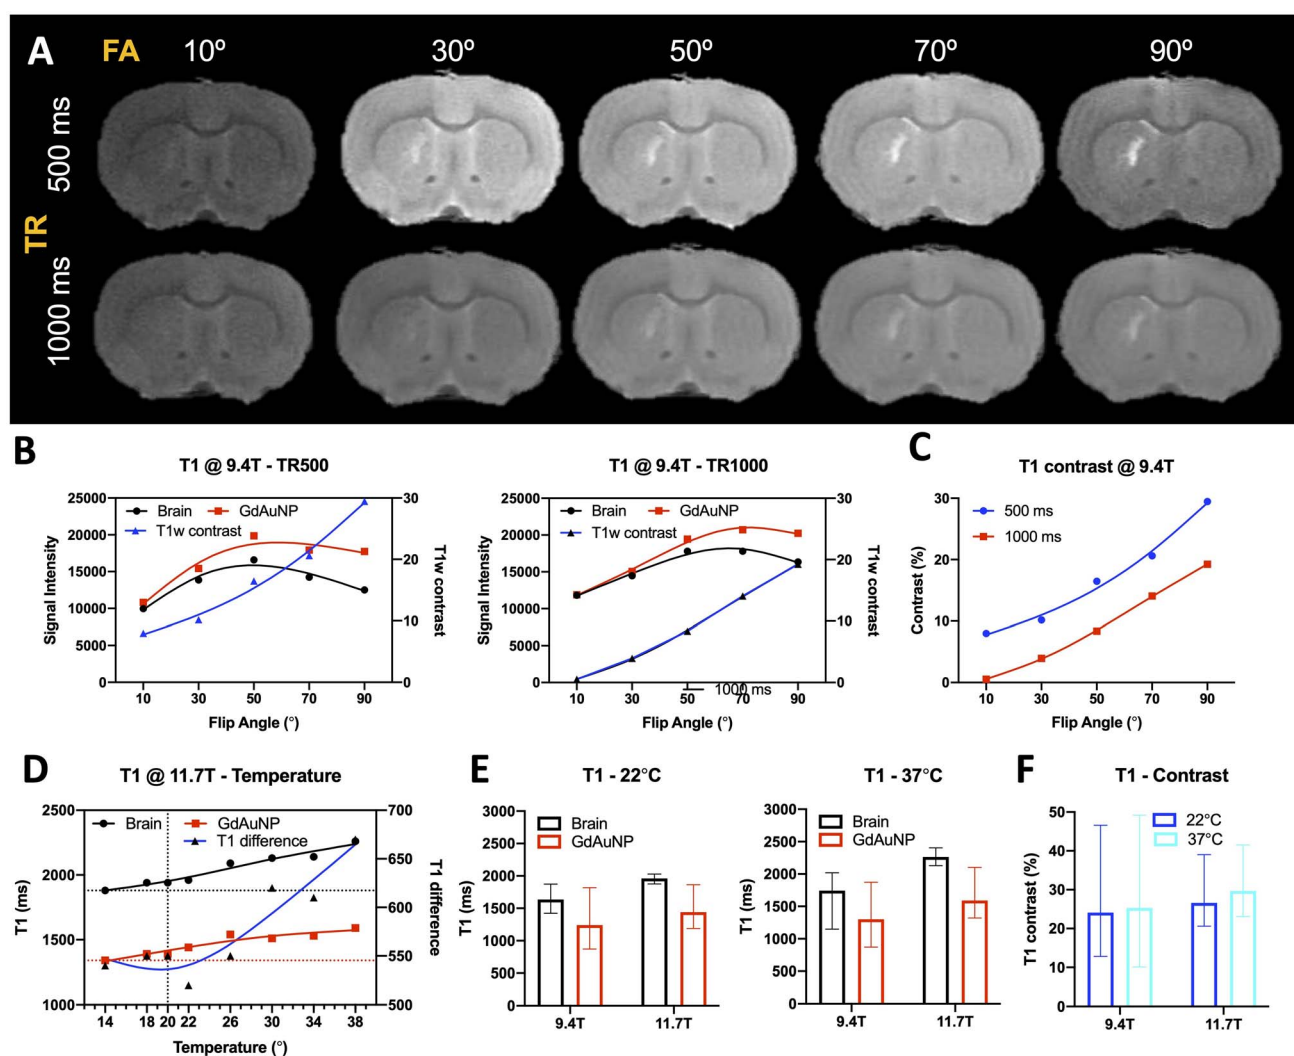 A FA 10º 30º 50º 70º 90º
TR
500 ms
1000 ms
B
T1 @ 9.4T - TR500
Signal Intensity
25000
20000
15000
10000
5000
0
Brain GdAuNP
T1w contrast
30
20
10
0
T1w contrast
10 30 50 70 90
Flip Angle (°)
T1 @ 9.4T - TR1000
Signal Intensity
25000
20000
15000
10000
5000
0
Brain GdAuNP
T1w contrast
30
20
10
0
T1w contrast
1000 ms
10 30 50 70 90
Flip Angle (°)
C
T1 contrast @ 9.4T
Contrast (%)
30
20
10
0
500 ms
1000 ms
10 30 50 70 90
Flip Angle (°)
D
T1 @ 11.7T - Temperature
T1 (ms)
2500
2000
1500
1000
Brain GdAuNP
T1 difference
700
650
600
550
500
T1 difference
14 18 20 22 26 30 34 38
Temperature (°)
E
T1 - 22°C
T1 (ms)
3000
2500
2000
1500
1000
500
0
Brain
GdAuNP
9.4T 11.7T
T1 - 37°C
T1 (ms)
3000
2500
2000
1500
1000
500
0
Brain
GdAuNP
9.4T 11.7T
F
T1 - Contrast
T1 contrast (%)
50
40
30
20
10
0
22°C
37°C
9.4T 11.7T